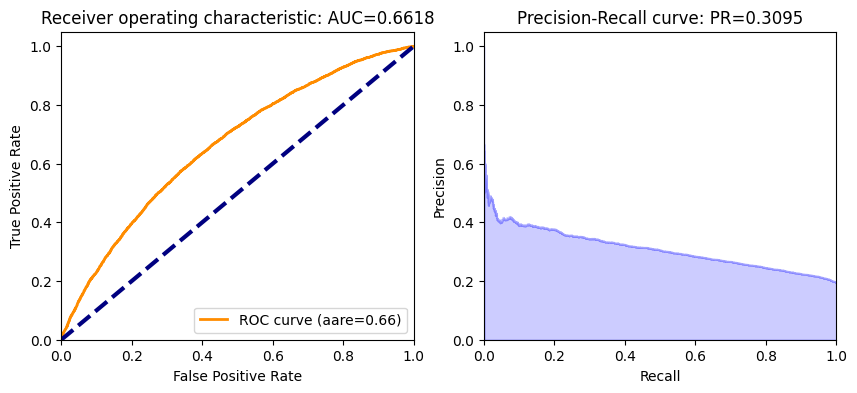 Receiver operating characteristic: AUC=0.6618
1.0
0.8
0.6
0.4
0.2
0.0
True Positive Rate
ROC curve (aare=0.66)
0.0 0.2 0.4 0.6 0.8 1.0
False Positive Rate
Precision-Recall curve: PR=0.3095
1.0
0.8
0.6
0.4
0.2
0.0
Precision
0.0 0.2 0.4 0.6 0.8 1.0
Recall